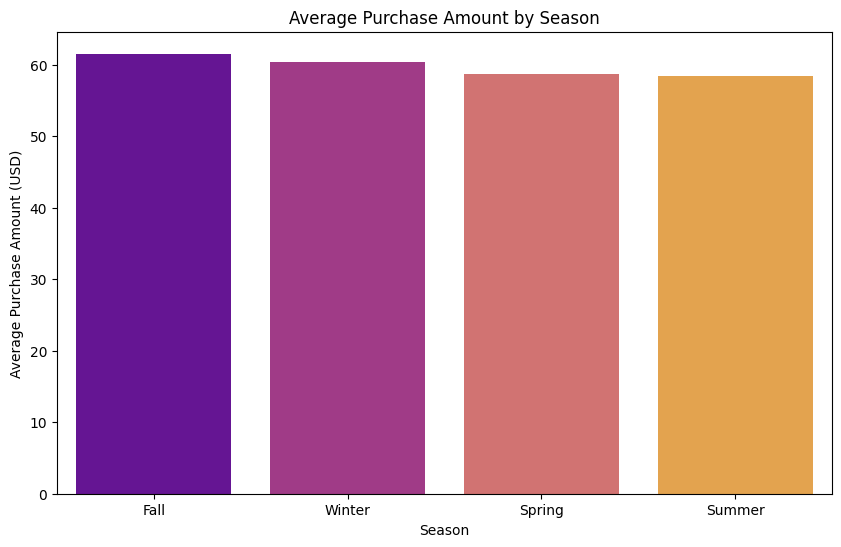 Average Purchase Amount by Season
Average Purchase Amount (USD)
60
50
40
30
20
10
0
Fall Winter Spring Summer
Season